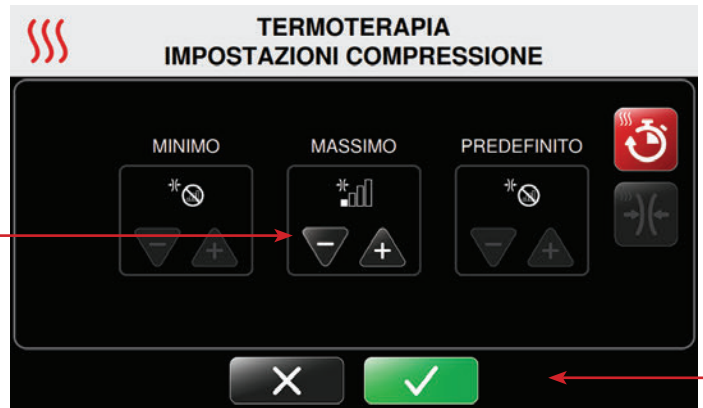 TERMOTERAPIA
IMPOSTAZIONI COMPRESSIONE
MINIMO MASSIMO PREDEFINITO